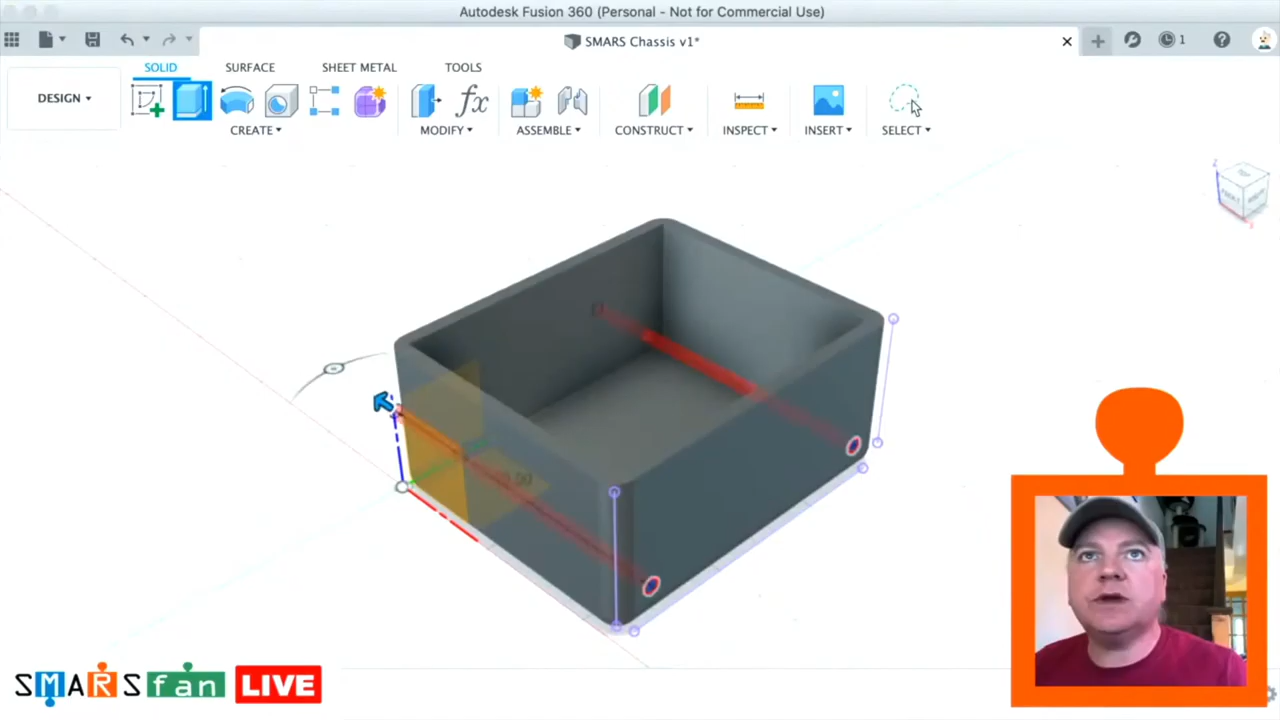 Autodesk Fusion 360 (Personal - Not for Commercial Use)
SMARS Chassis v1*
1
SOLID SURFACE SHEET METAL TOOLS
DESIGN
fx
CREATE MODIFY ASSEMBLE CONSTRUCT INSPECT INSERT SELECT
Z
X
SMARS fan LIVE